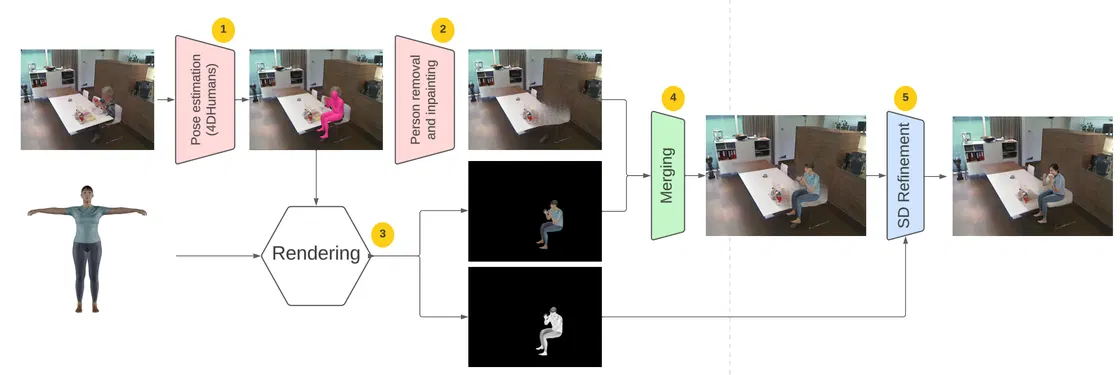 1
Pose estimation
(4DHumans)
2
Person removal
and inpainting
3
Rendering
4
Merging
5
SD Refinement